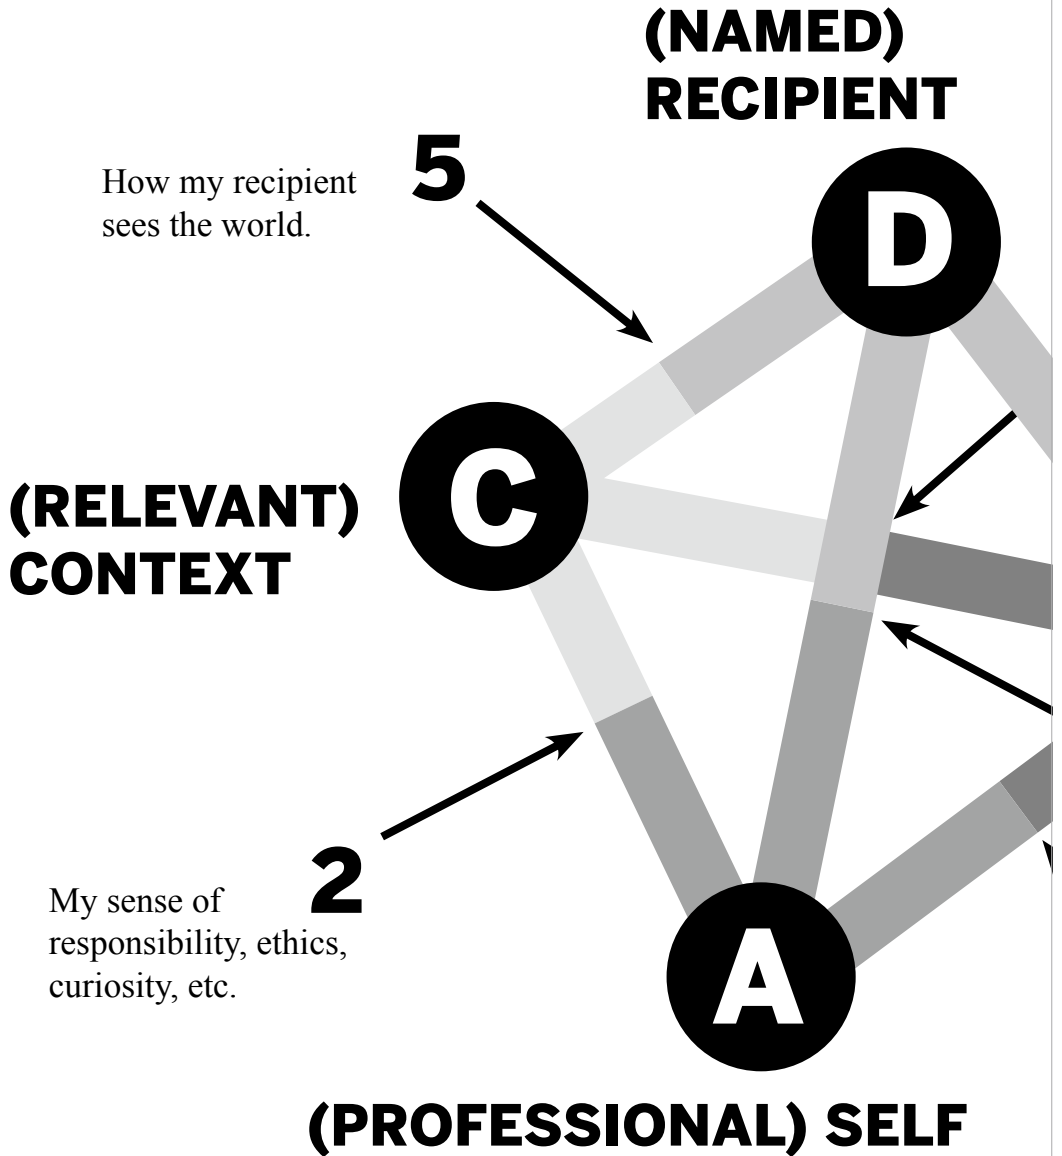 (NAMED)
RECIPIENT
5
How my recipient
sees the world.
D
C
(RELEVANT)
CONTEXT
2
My sense of
responsibility, ethics,
curiosity, etc.
A
(PROFESSIONAL) SELF